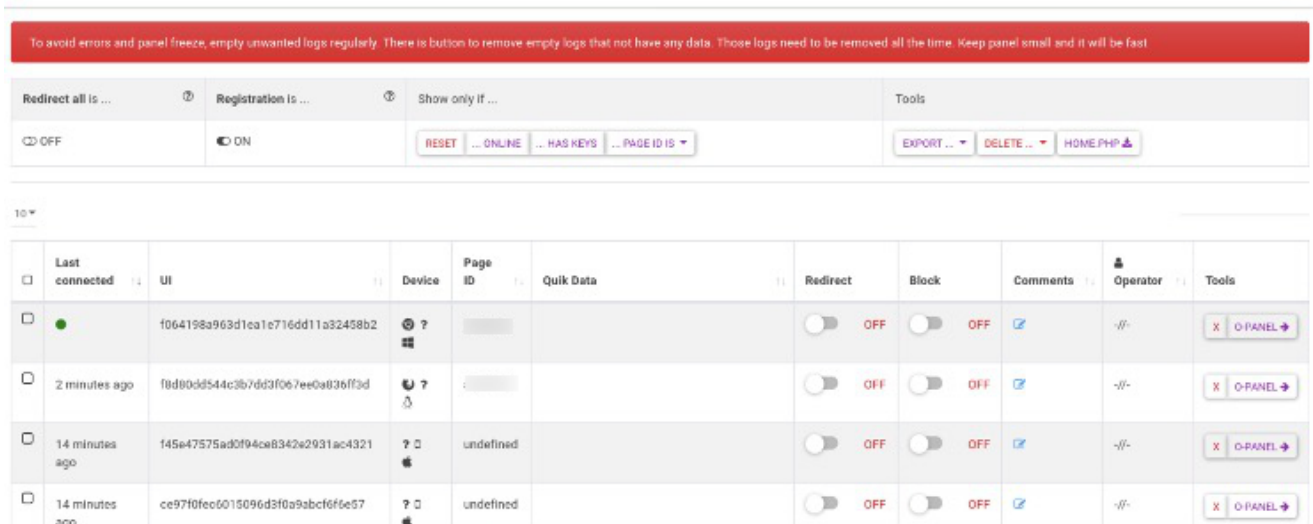 To avoid errors and panel freeze, empty unwanted logs regularly. There is button to remove empty logs that not have any data. Those logs need to be removed all the time. Keep panel small and it will be fast
Redirect all is ... Registration is ... Show only if ... Tools
OFF ON RESET ... ONLINE ... HAS KEYS ... PAGE ID IS EXPORT ... DELETE ... HOME.PHP
10
Last connected UI Device Page ID Quik Data Redirect Block Comments Operator Tools
f064198a963d1ea1e716dd11a32458b2 ? OFF OFF -//- X O-PANEL
2 minutes ago f8d80dd544c3b7dd3f067ee0a836ff3d ? OFF OFF -//- X O-PANEL
14 minutes ago f45e47575ad0f94ce8342e2931ac4321 ? undefined OFF OFF -//- X O-PANEL
14 minutes ago ce97f0fec6015096d3f0a9abcf6f6e57 ? undefined OFF OFF -//- X O-PANEL